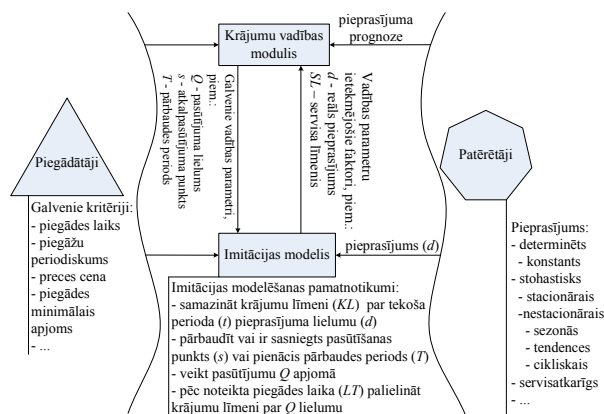 Krājumu vadības
modulis
pieprasījuma
prognoze
Galvenie vadības parametri,
piem.:
Q - pasūtījuma lielums
s - atkalpasūtījuma punkts
T - pārbaudes periods
Vadības parametru
ietekmējošie faktori, piem.:
d - reāls pieprasījums
SL – servisa līmenis
Piegādātāji
Galvenie kritēriji:
- piegādes laiks
- piegāžu
periodiskums
- preces cena
- piegādes
minimālais
apjoms
- ...
Imitācijas modelis
pieprasījums (d)
Imitācijas modelēšanas pamatnotikumi:
- samazināt krājumu līmeni (KL) par tekoša
perioda (t) pieprasījuma lielumu (d)
- pārbaudīt vai ir sasniegts pasūtīšanas
punkts (s) vai pienācis pārbaudes periods (T)
- veikt pasūtījumu Q apjomā
- pēc noteikta piegādes laika (LT) palielināt
krājumu līmeni par Q lielumu
Patērētāji
Pieprasījums:
- determinēts
- konstants
- stohastisks
- stacionārais
-nestacionārais
- sezonās
- tendences
- cikliskais
- servisatkarīgs
- ...